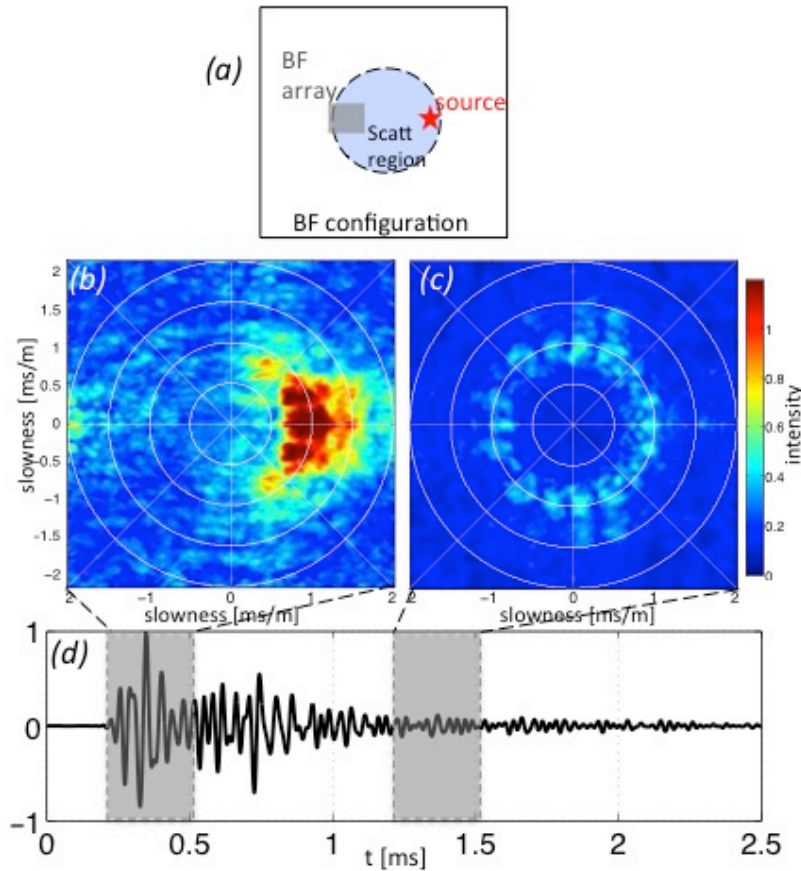 (a)
BF
array
source
Scatt
region
BF configuration
(b)
2
1.5
1
0.5
0
-0.5
-1
-1.5
-2
slowness [ms/m]
2 -1 0 1 2
slowness [ms/m]
(c)
2 -1 0 1 2
slowness [ms/m]
1
0.8
0.6
0.4
0.2
0
intensity
(d)
1
0
-1
0 0.5 1 1.5 2 2.5
t [ms]